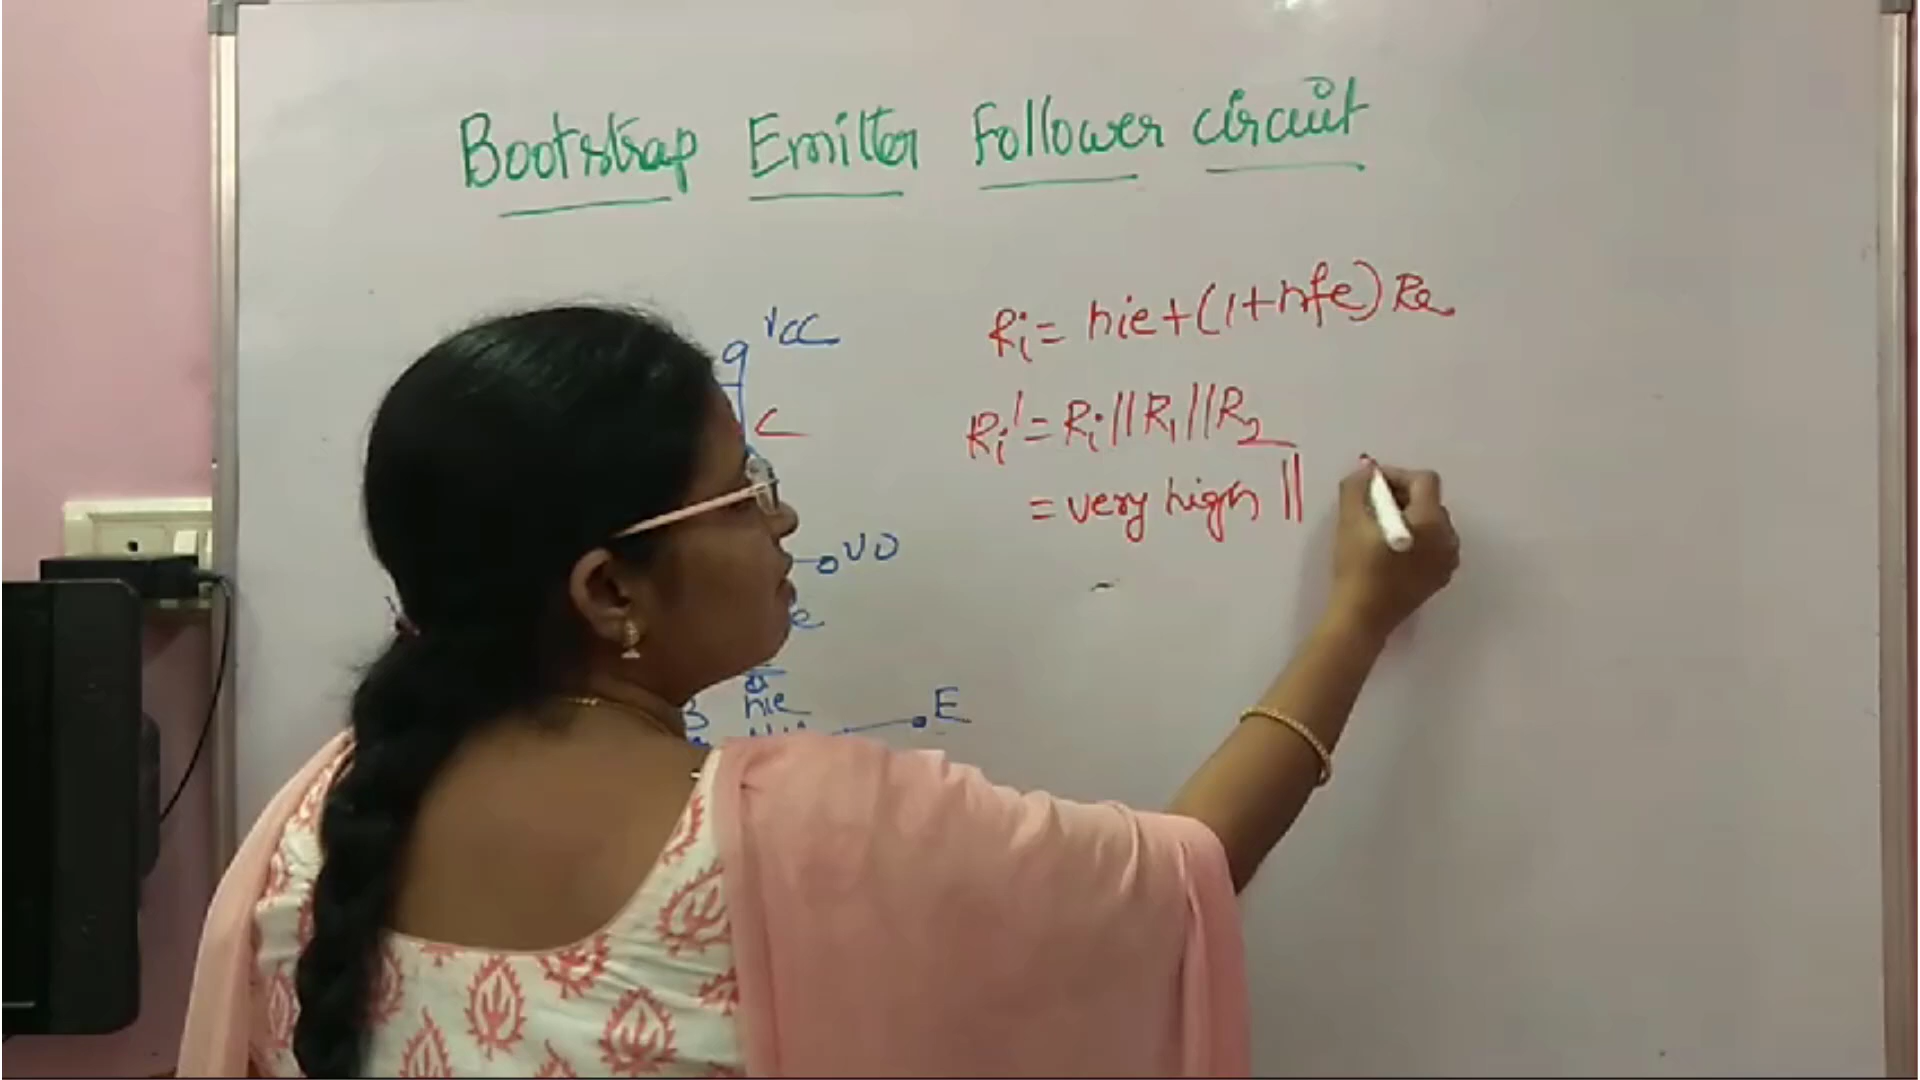 Bootstrap Emitter Follower circuit
VCC
C
VO
e
B hie
E
Ri = hie+(1+hfe)Re
Ri' = Ri||R1||R2
= very high ||